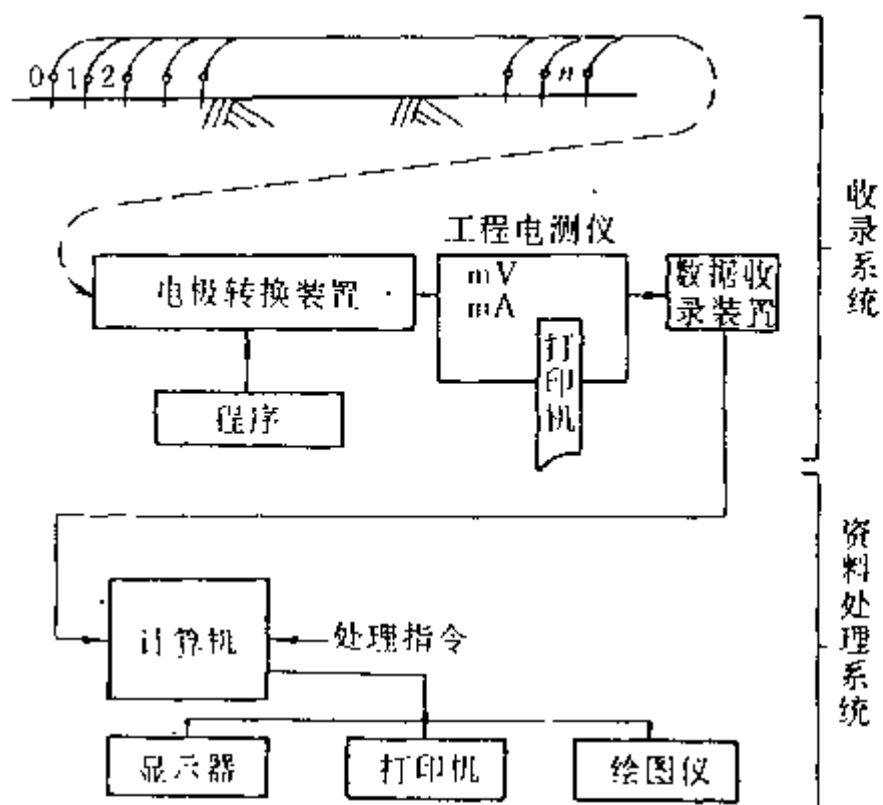 0 1 2 n
工程电测仪
电极转换装置
mV
mA
数据收
录装置
打印机
程序
收录系统
计算机
处理指令
资料处理系统
显示器
打印机
绘图仪